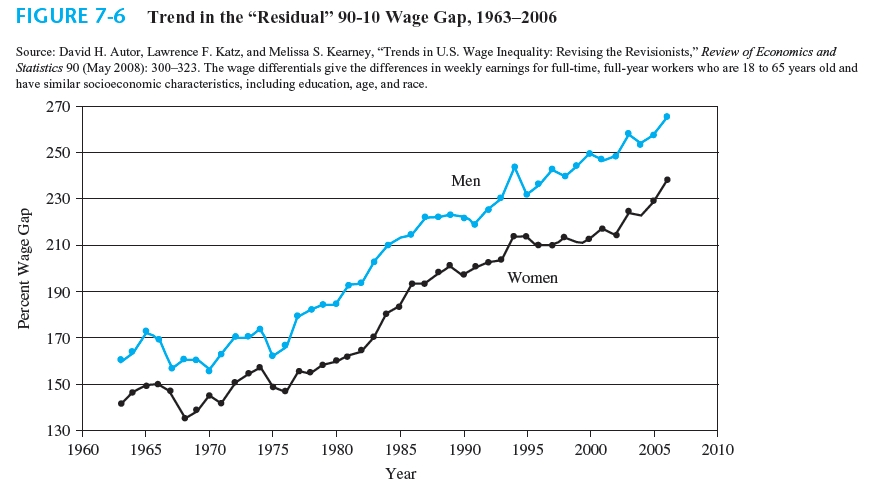 FIGURE 7-6 Trend in the “Residual” 90-10 Wage Gap, 1963–2006
Source: David H. Autor, Lawrence F. Katz, and Melissa S. Kearney, “Trends in U.S. Wage Inequality: Revising the Revisionists,” Review of Economics and
Statistics 90 (May 2008): 300–323. The wage differentials give the differences in weekly earnings for full-time, full-year workers who are 18 to 65 years old and
have similar socioeconomic characteristics, including education, age, and race.
270
250
230
210
190
170
150
130
Percent Wage Gap
Men
Women
1960 1965 1970 1975 1980 1985 1990 1995 2000 2005 2010
Year